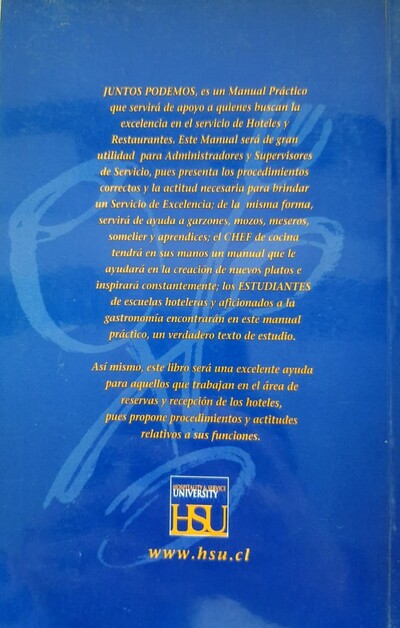 JUNTOS PODEMOS, es un Manual Práctico
que servirá de apoyo a quienes buscan la
excelencia en el servicio de Hoteles y
Restaurantes. Este Manual será de gran
utilidad para Administradores y Supervisores
de Servicio, pues presenta los procedimientos
correctos y la actitud necesaria para brindar
un Servicio de Excelencia; de la misma forma,
servirá de ayuda a garzones, mozos, meseros,
somelier y aprendices; el CHEF de cocina
tendrá en sus manos un manual que le
ayudará en la creación de nuevos platos e
inspirará constantemente; los ESTUDIANTES
de escuelas hoteleras y aficionados a la
gastronomía encontrarán en este manual
práctico, un verdadero texto de estudio.
Así mismo, este libro será una excelente ayuda
para aquellos que trabajan en el área de
reservas y recepción de los hoteles,
pues propone procedimientos y actitudes
relativos a sus funciones.
HOSPITALITY & SERVICE
UNIVERSITY
HSU
www.hsu.cl